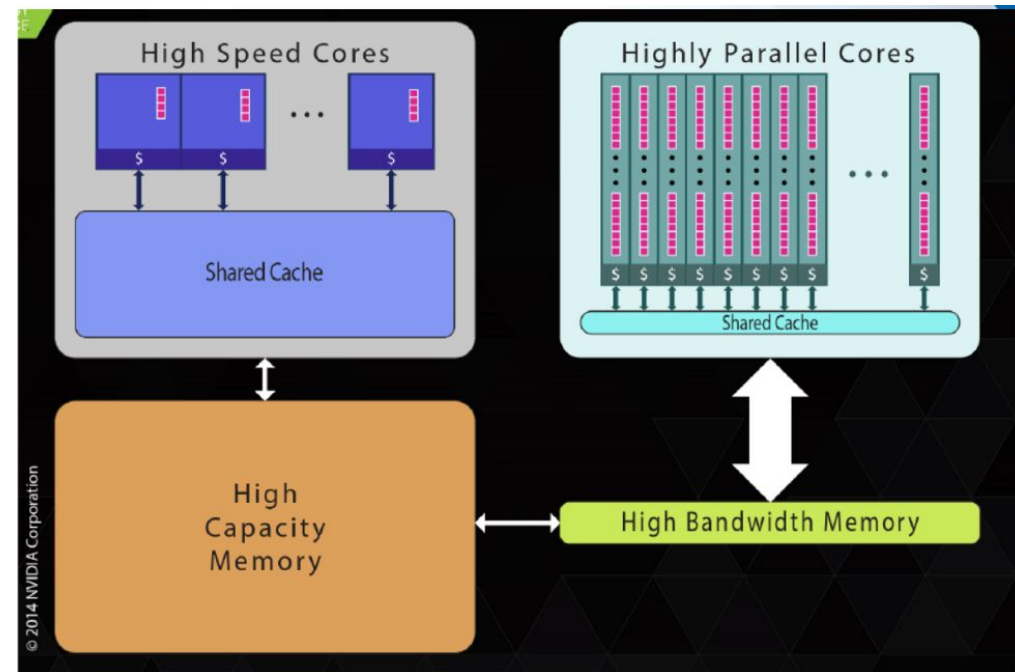 High Speed Cores
$ $ $
Shared Cache
Highly Parallel Cores
$ $ $ $ $ $ $ $ $
Shared Cache
High
Capacity
Memory
High Bandwidth Memory
© 2014 NVIDIA Corporation